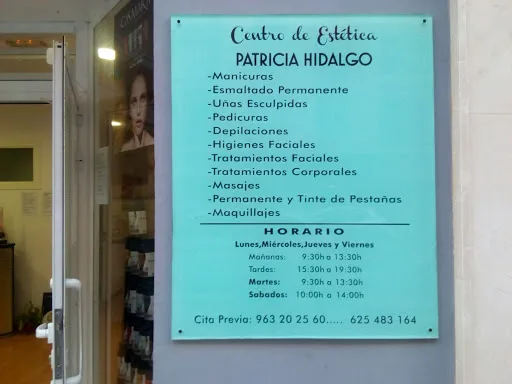 Centro de Estética
PATRICIA HIDALGO
-Manicuras
-Esmaltado Permanente
-Uñas Esculpidas
-Pedicuras
-Depilaciones
-Higienes Faciales
-Tratamientos Faciales
-Tratamientos Corporales
-Masajes
-Permanente y Tinte de Pestañas
-Maquillajes
HORARIO
Lunes,Miércoles,Jueves y Viernes
Mañanas: 9:30h a 13:30h
Tardes: 15:30h a 19:30h
Martes: 9:30h a 13:30h
Sabados: 10:00h a 14:00h
Cita Previa: 963 20 25 60..... 625 483 164